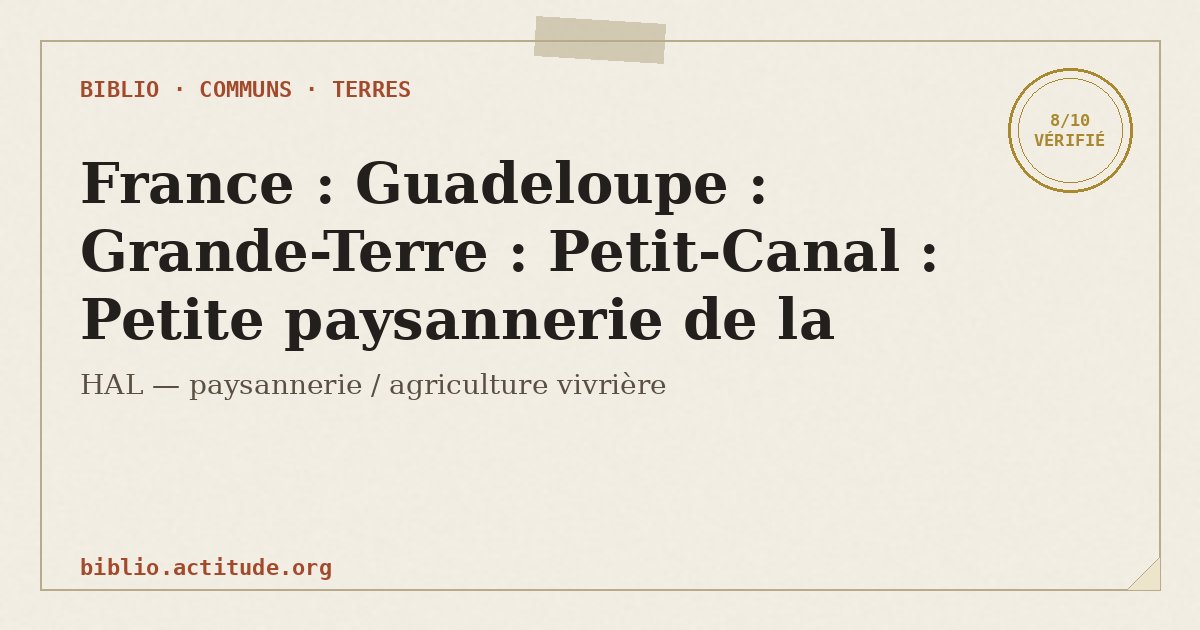 BIBLIO · COMMUNS · TERRES
8/10
VÉRIFIÉ
France : Guadeloupe :
Grande-Terre : Petit-Canal :
Petite paysannerie de la
HAL — paysannerie / agriculture vivrière
biblio.actitude.org